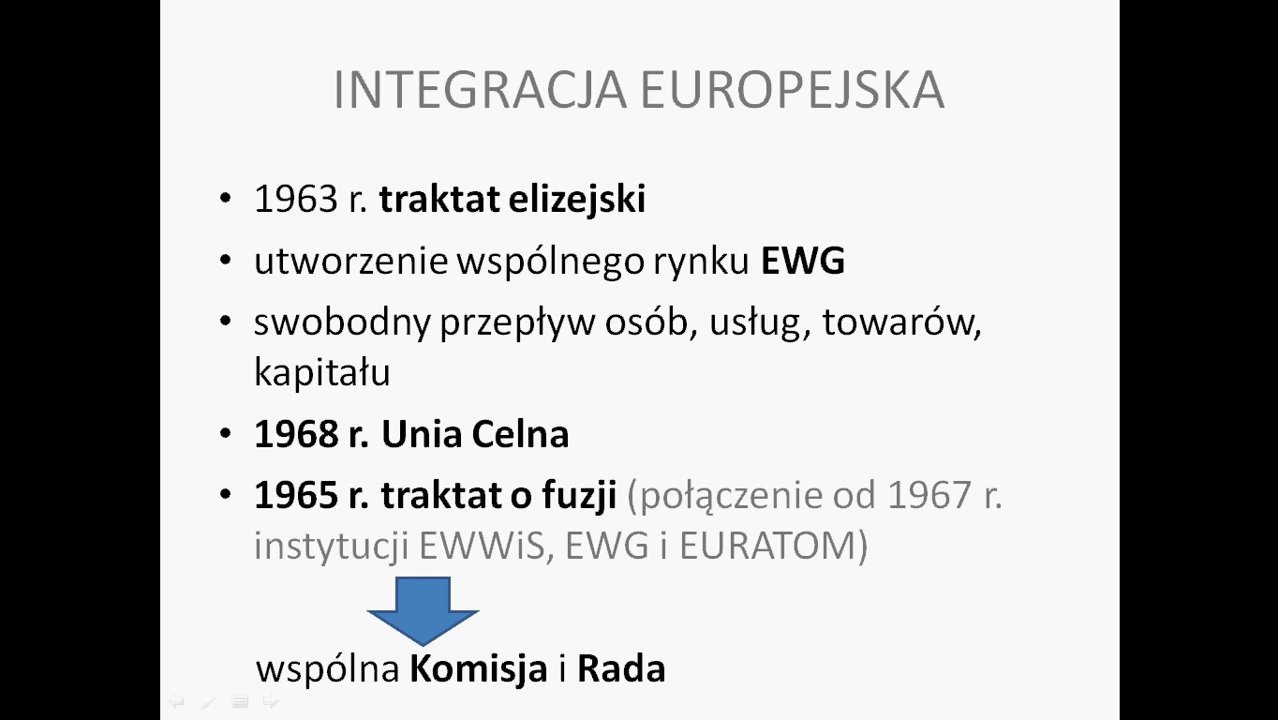 INTEGRACJA EUROPEJSKA
• 1963 r. traktat elizejski
• utworzenie wspólnego rynku EWG
• swobodny przepływ osób, usług, towarów,
kapitału
• 1968 r. Unia Celna
• 1965 r. traktat o fuzji (połączenie od 1967 r.
instytucji EWWiS, EWG i EURATOM)
wspólna Komisja i Rada